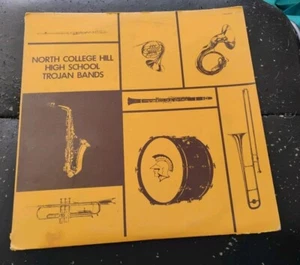 NORTH COLLEGE HILL
HIGH SCHOOL
TROJAN BANDS